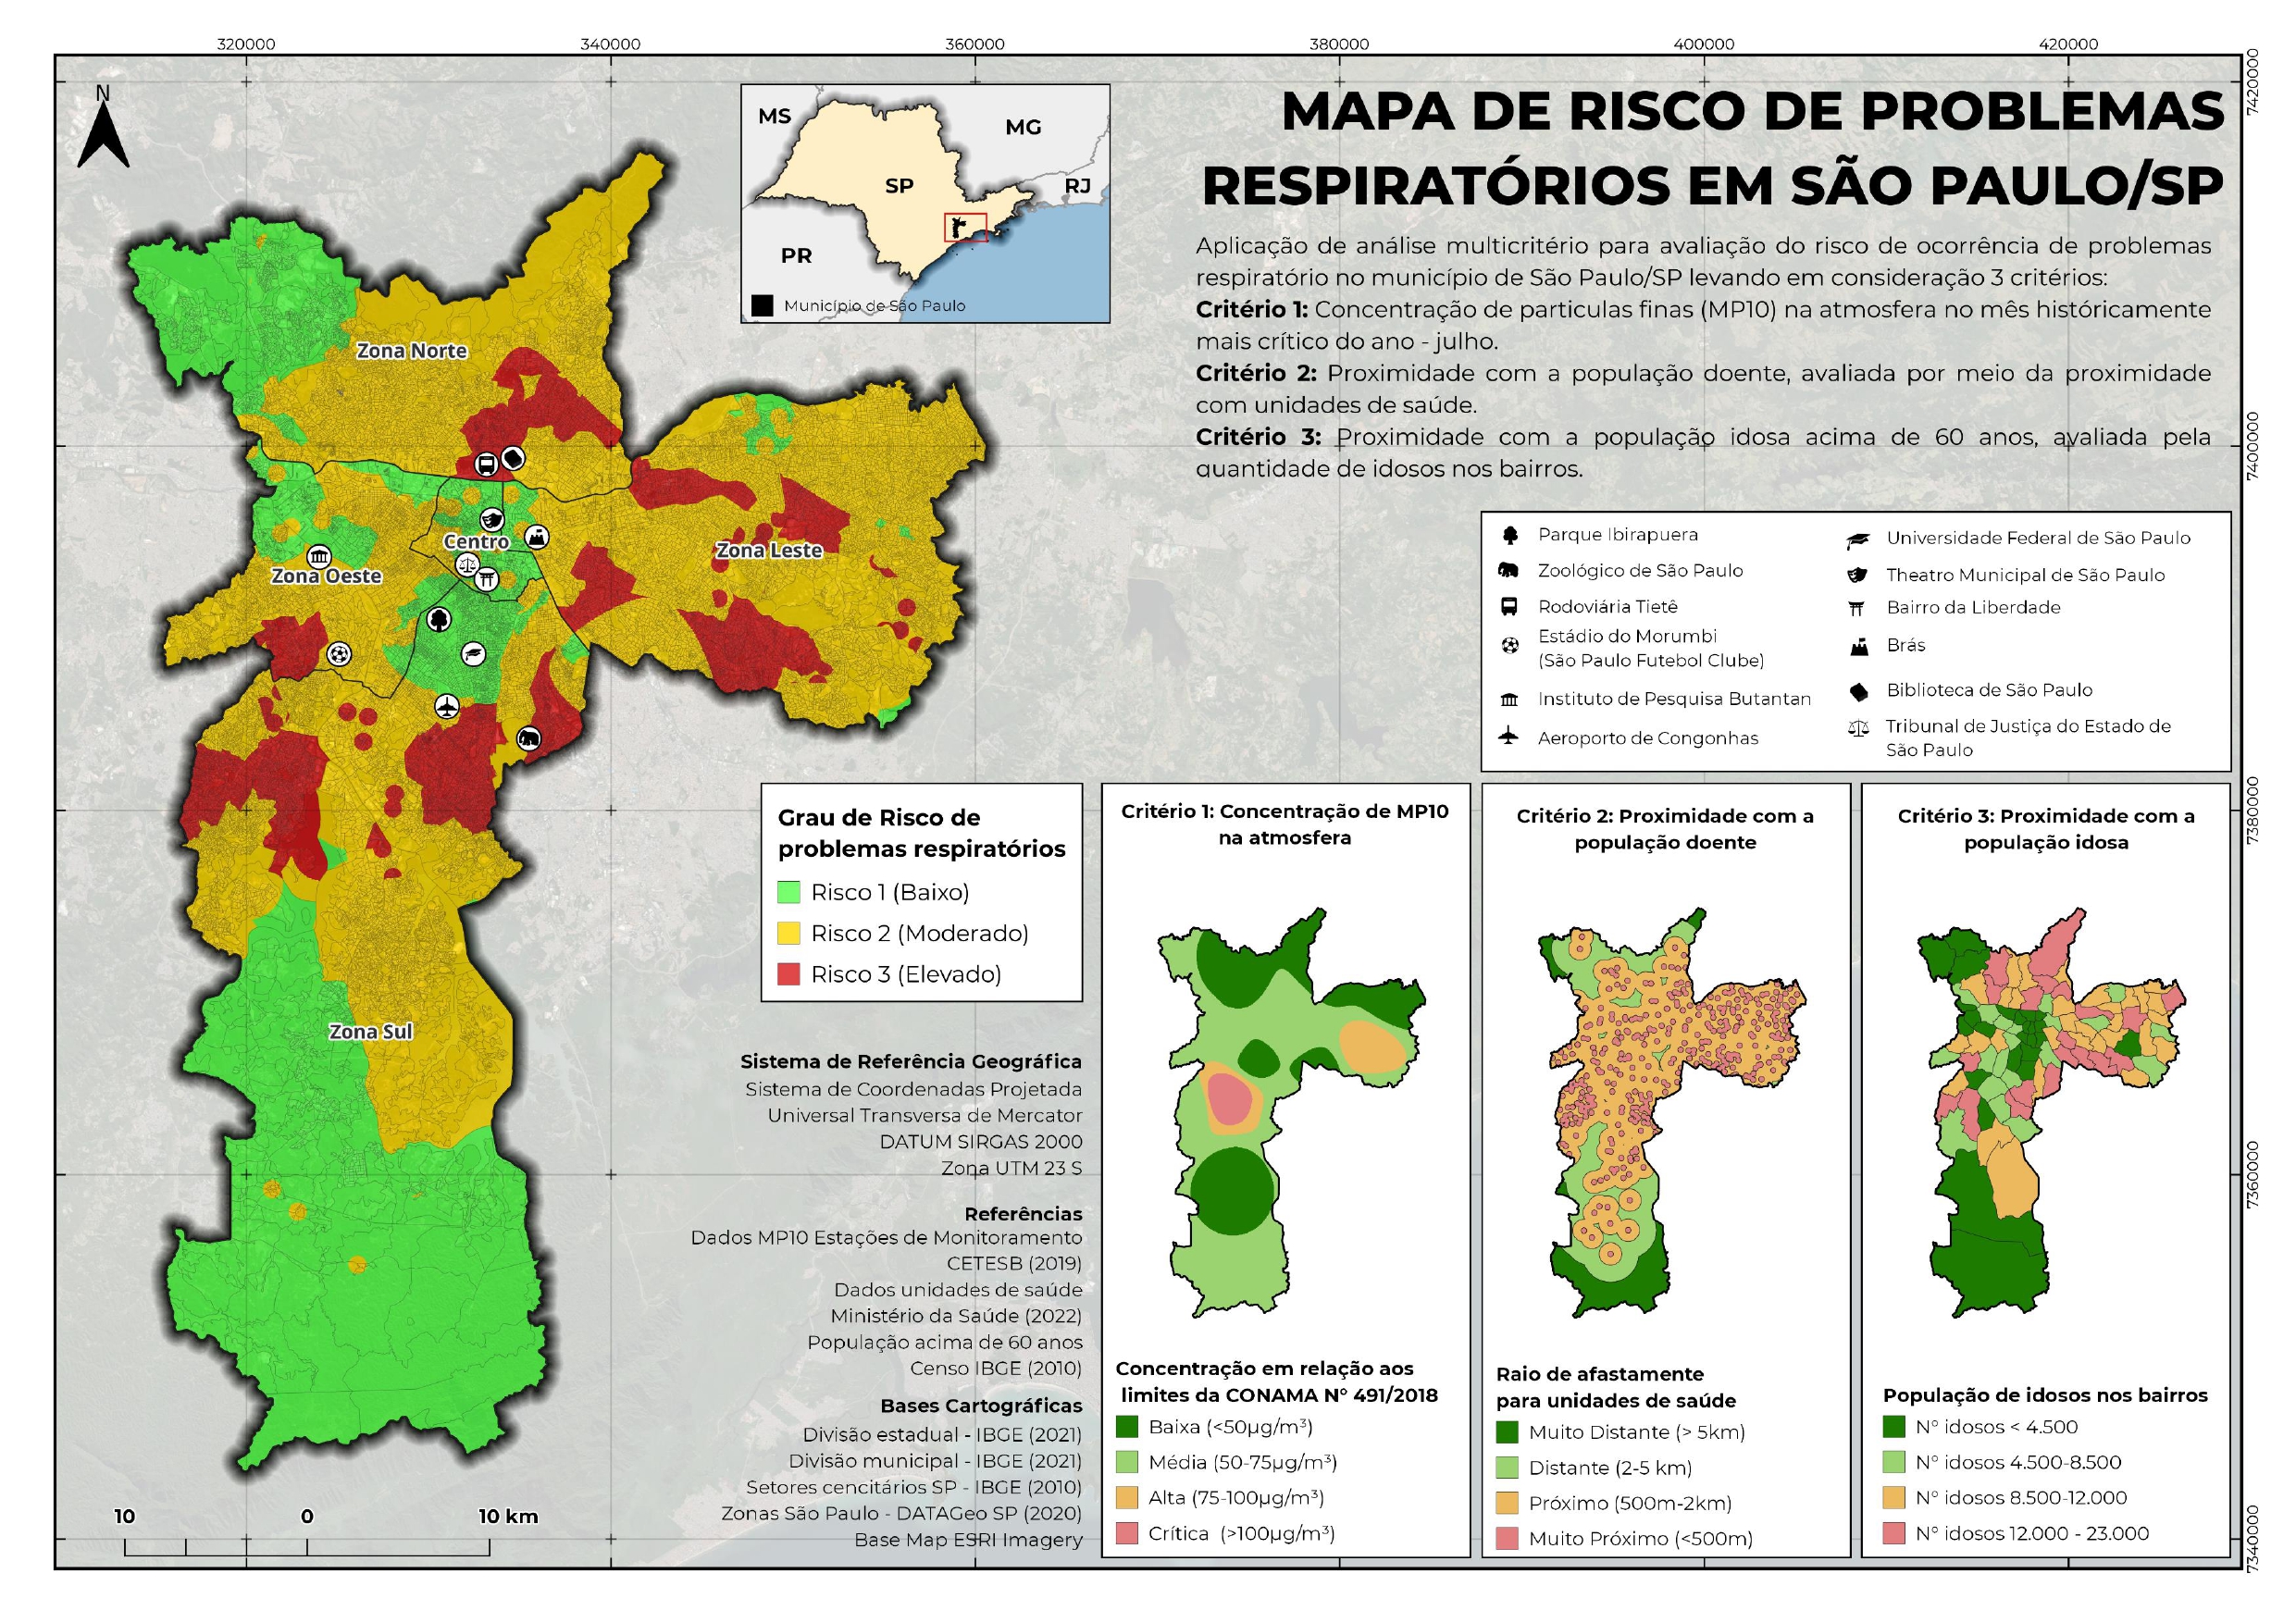 320000
340000
360000
380000
400000
420000
7420000
7400000
7380000
7360000
7340000
N
MS
MG
SP
RJ
PR
Município de São Paulo
MAPA DE RISCO DE PROBLEMAS
RESPIRATÓRIOS EM SÃO PAULO/SP
Aplicação de análise multicritério para avaliação do risco de ocorrência de problemas
respiratório no município de São Paulo/SP levando em consideração 3 critérios:
Critério 1: Concentração de particulas finas (MP10) na atmosfera no mês históricamente
mais crítico do ano - julho.
Critério 2: Proximidade com a população doente, avaliada por meio da proximidade
com unidades de saúde.
Critério 3: Proximidade com a população idosa acima de 60 anos, avaliada pela
quantidade de idosos nos bairros.
Zona Norte
Centro
Zona Leste
Zona Oeste
Zona Sul
Parque Ibirapuera
Zoológico de São Paulo
Rodoviária Tietê
Estádio do Morumbi
(São Paulo Futebol Clube)
Instituto de Pesquisa Butantan
Aeroporto de Congonhas
Universidade Federal de São Paulo
Theatro Municipal de São Paulo
Bairro da Liberdade
Brás
Biblioteca de São Paulo
Tribunal de Justiça do Estado de
São Paulo
Grau de Risco de
problemas respiratórios
Risco 1 (Baixo)
Risco 2 (Moderado)
Risco 3 (Elevado)
Sistema de Referência Geográfica
Sistema de Coordenadas Projetada
Universal Transversa de Mercator
DATUM SIRGAS 2000
Zona UTM 23 S
Referências
Dados MP10 Estações de Monitoramento
CETESB (2019)
Dados unidades de saúde
Ministério da Saúde (2022)
População acima de 60 anos
Censo IBGE (2010)
Bases Cartográficas
Divisão estadual - IBGE (2021)
Divisão municipal - IBGE (2021)
Setores cencitários SP - IBGE (2010)
Zonas São Paulo - DATAGeo SP (2020)
Base Map ESRI Imagery
10 0 10 km
Critério 1: Concentração de MP10
na atmosfera
Concentração em relação aos
limites da CONAMA N° 491/2018
Baixa (<50µg/m³)
Média (50-75µg/m³)
Alta (75-100µg/m³)
Crítica (>100µg/m³)
Critério 2: Proximidade com a
população doente
Raio de afastamente
para unidades de saúde
Muito Distante (> 5km)
Distante (2-5 km)
Próximo (500m-2km)
Muito Próximo (<500m)
Critério 3: Proximidade com a
população idosa
População de idosos nos bairros
N° idosos < 4.500
N° idosos 4.500-8.500
N° idosos 8.500-12.000
N° idosos 12.000 - 23.000